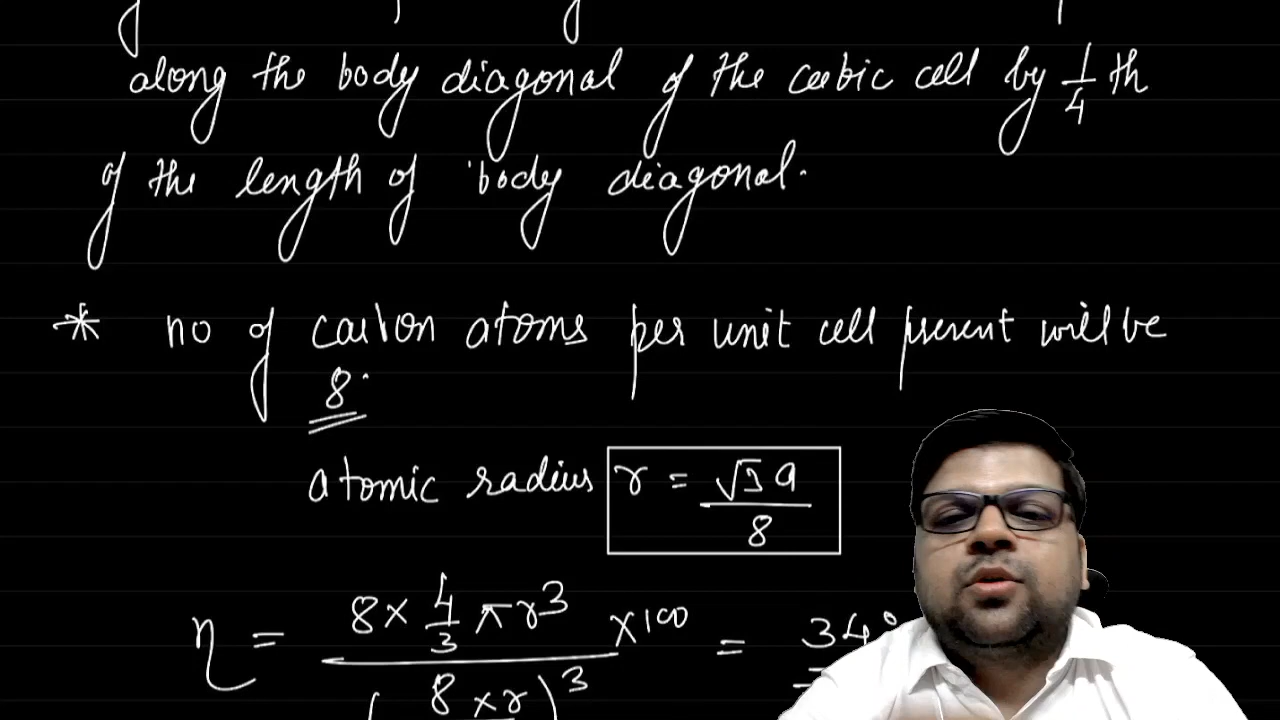 along the body diagonal of the cubic cell by 1/4 th
of the length of body diagonal.
* no of carbon atoms per unit cell present will be
8.
atomic radius r = √3 a / 8
η = 8 × 4/3 π r³ / ( 8 × r )³ × 100 = 34